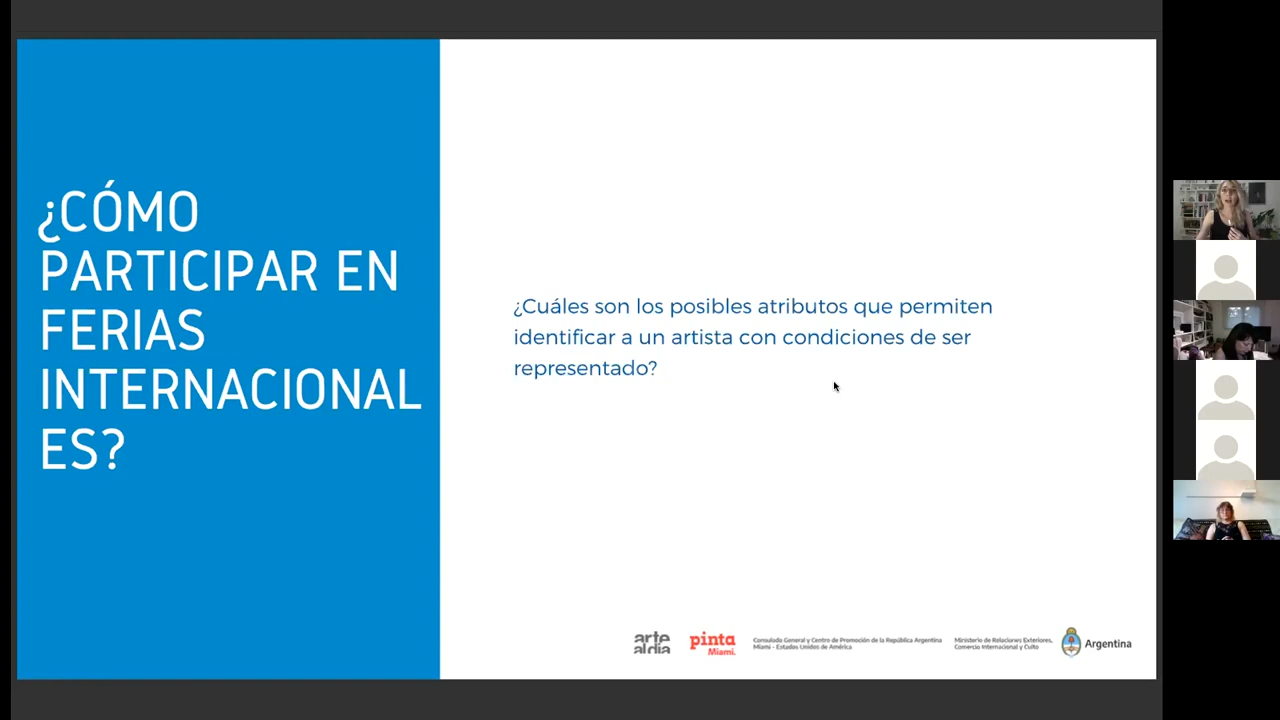 ¿CÓMO
PARTICIPAR EN
FERIAS
INTERNACIONAL
ES?
¿Cuáles son los posibles atributos que permiten
identificar a un artista con condiciones de ser
representado?
arte
aldia
pinta
Miami.
Consulado General y Centro de Promoción de la República Argentina
Miami - Estados Unidos de América
Ministerio de Relaciones Exteriores,
Comercio Internacional y Culto
Argentina